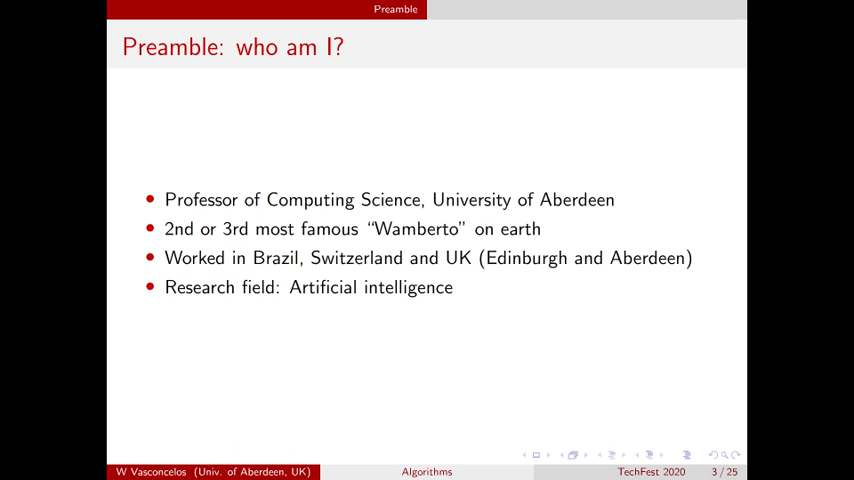 Preamble
Preamble: who am I?
• Professor of Computing Science, University of Aberdeen
• 2nd or 3rd most famous “Wamberto” on earth
• Worked in Brazil, Switzerland and UK (Edinburgh and Aberdeen)
• Research field: Artificial intelligence
W Vasconcelos (Univ. of Aberdeen, UK) Algorithms TechFest 2020 3 / 25